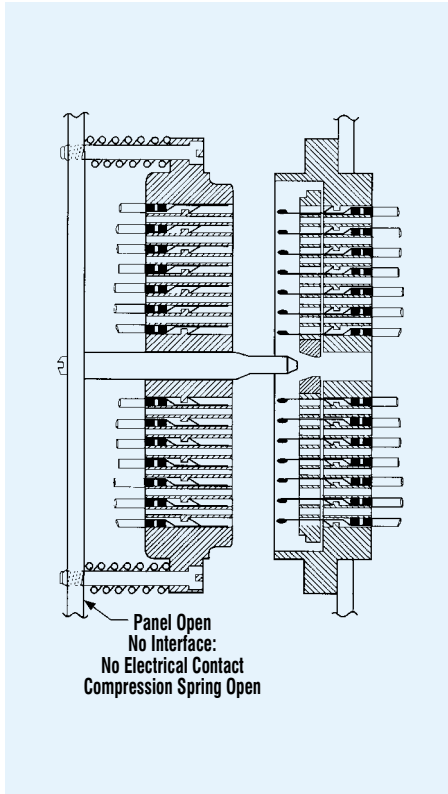 Panel Open
No Interface:
No Electrical Contact
Compression Spring Open